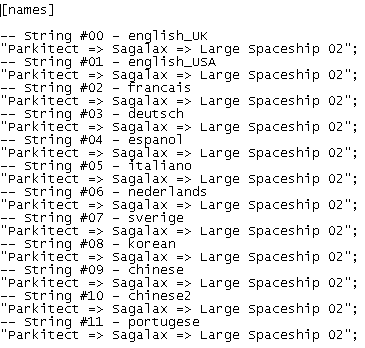 [names]
-- String #00 - english_UK
"Parkitect => Sagalax => Large Spaceship 02";
-- String #01 - english_USA
"Parkitect => Sagalax => Large Spaceship 02";
-- String #02 - francais
"Parkitect => Sagalax => Large Spaceship 02";
-- String #03 - deutsch
"Parkitect => Sagalax => Large Spaceship 02";
-- String #04 - espanol
"Parkitect => Sagalax => Large Spaceship 02";
-- String #05 - italiano
"Parkitect => Sagalax => Large Spaceship 02";
-- String #06 - nederlands
"Parkitect => Sagalax => Large Spaceship 02";
-- String #07 - sverige
"Parkitect => Sagalax => Large Spaceship 02";
-- String #08 - korean
"Parkitect => Sagalax => Large Spaceship 02";
-- String #09 - chinese
"Parkitect => Sagalax => Large Spaceship 02";
-- String #10 - chinese2
"Parkitect => Sagalax => Large Spaceship 02";
-- String #11 - portugese
"Parkitect => Sagalax => Large Spaceship 02";